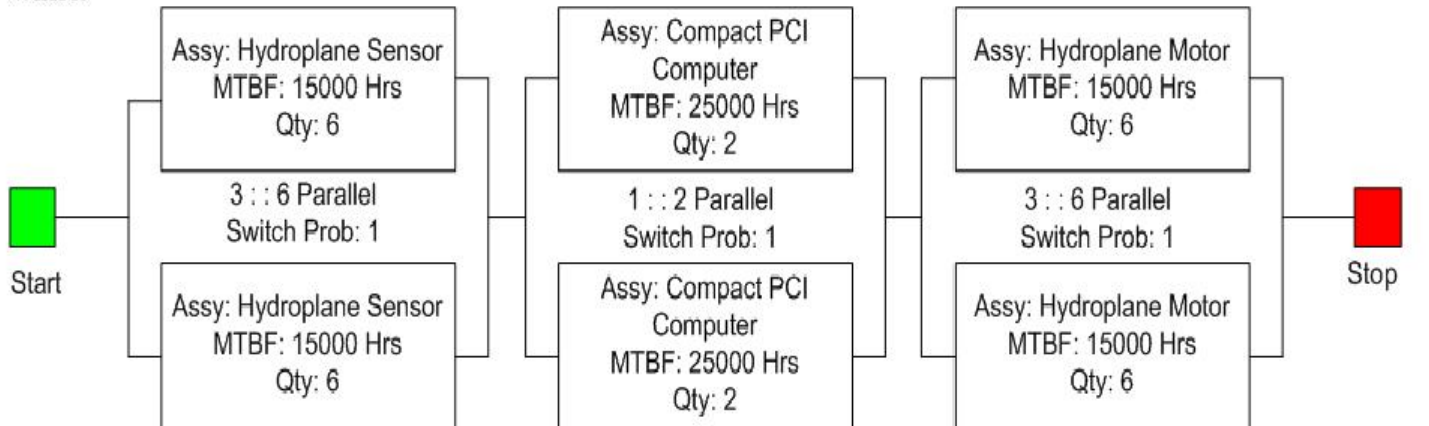 Assy: Hydroplane Sensor
MTBF: 15000 Hrs
Qty: 6
3 : : 6 Parallel
Switch Prob: 1
Assy: Hydroplane Sensor
MTBF: 15000 Hrs
Qty: 6
Assy: Compact PCI
Computer
MTBF: 25000 Hrs
Qty: 2
1 : : 2 Parallel
Switch Prob: 1
Assy: Compact PCI
Computer
MTBF: 25000 Hrs
Qty: 2
Assy: Hydroplane Motor
MTBF: 15000 Hrs
Qty: 6
3 : : 6 Parallel
Switch Prob: 1
Assy: Hydroplane Motor
MTBF: 15000 Hrs
Qty: 6
Start
Stop